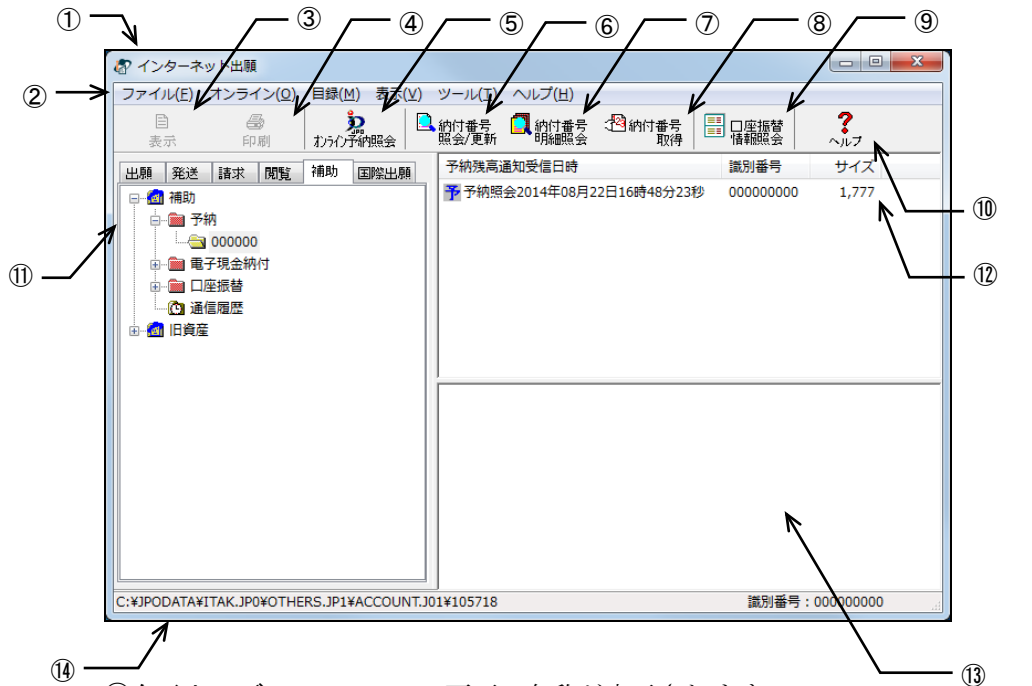 ① ③ ④ ⑤ ⑥ ⑦ ⑧ ⑨
インターネット出願
② ファイル(F) オンライン(O) 目録(M) 表示(V) ツール(T) ヘルプ(H)
表示 印刷 オンライン予納照会 納付番号照会/更新 納付番号明細照会 納付番号取得 口座振替情報照会 ヘルプ
出願 発送 請求 閲覧 補助 国際出願
予納残高通知受信日時 識別番号 サイズ
予 予納照会2014年08月22日16時48分23秒 000000000 1,777
⑩
補助
予納
000000
電子現金納付
口座振替
通信履歴
旧資産
⑪
⑫
C:¥JPODATA¥ITAK.JP0¥OTHERS.JP1¥ACCOUNT.J01¥105718 識別番号：000000000
⑬
⑭